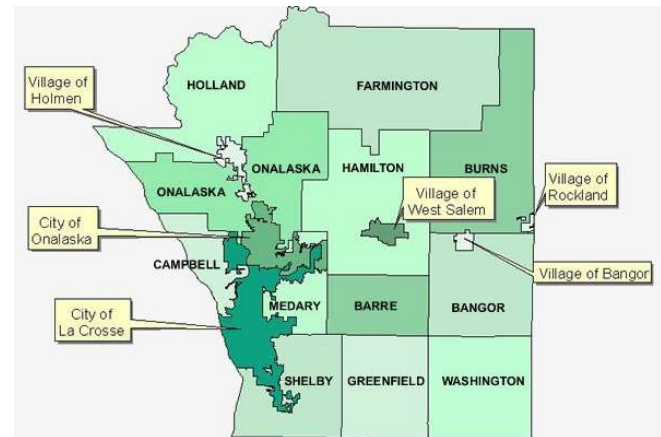 HOLLAND
FARMINGTON
Village of
Holmen
ONALASKA
HAMILTON
BURNS
ONALASKA
Village of
Rockland
Village of
West Salem
City of
Onalaska
CAMPBELL
Village of Bangor
City of
La Crosse
MEDARY
BARRE
BANGOR
SHELBY
GREENFIELD
WASHINGTON